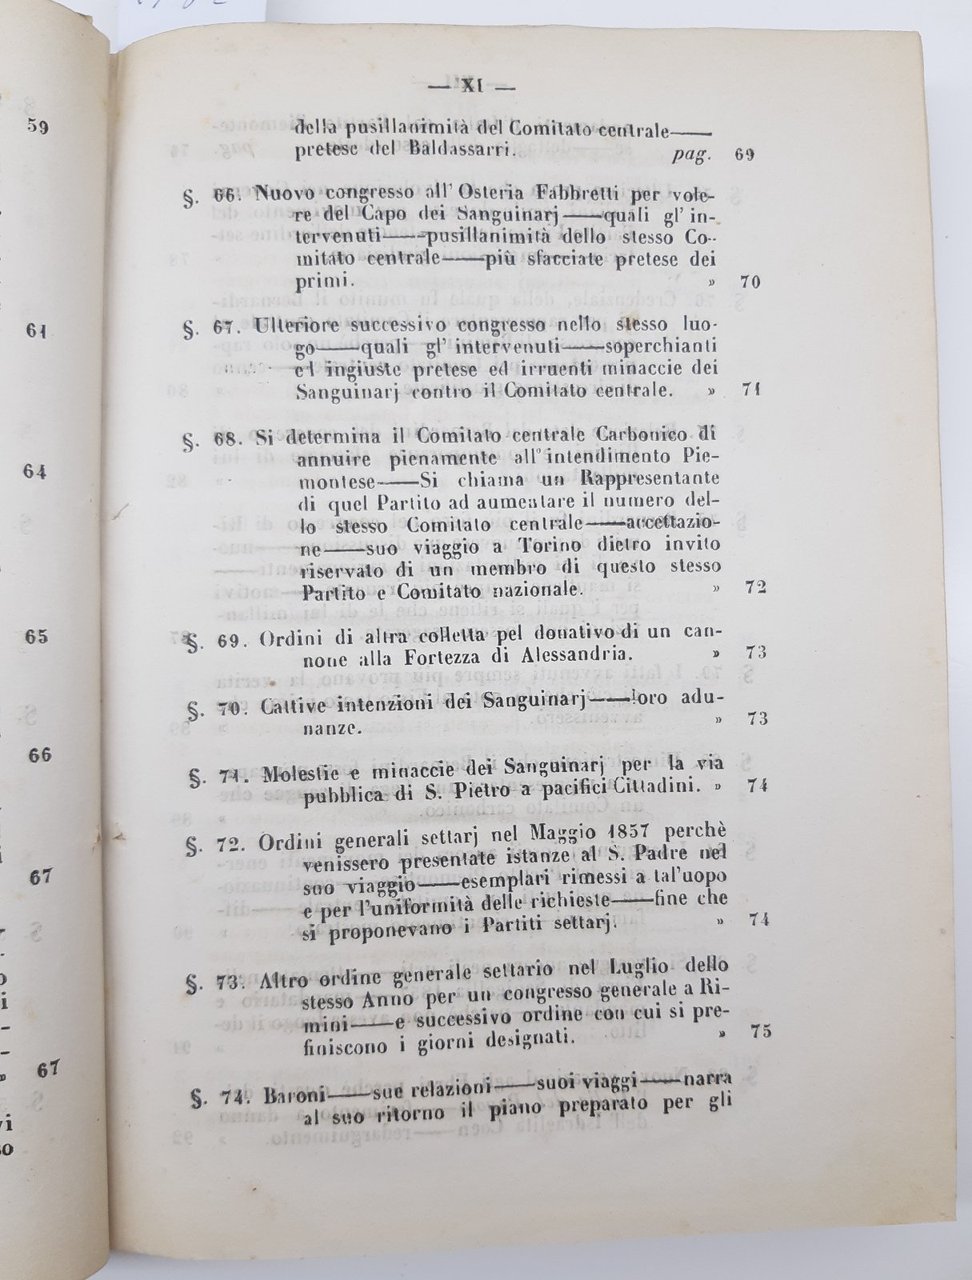 — XI —
della pusillanimità del Comitato centrale——
pretese del Baldassarri. pag. 69
§. 66. Nuovo congresso all' Osteria Fabbretti per vole-
re del Capo dei Sanguinarj——quali gl' in-
tervenuti——pusillanimità dello stesso Co-
mitato centrale——più sfacciate pretese dei
primi. » 70
§. 67. Ulteriore successivo congresso nello stesso luo-
go——quali gl' intervenuti——soperchianti
ed ingiuste pretese ed irruenti minaccie dei
Sanguinarj contro il Comitato centrale. » 71
§. 68. Si determina il Comitato centrale Carbonico di
annuire pienamente all' intendimento Pie-
montese——Si chiama un Rappresentante
di quel Partito ad aumentare il numero del-
lo stesso Comitato centrale——accettazio-
ne——suo viaggio a Torino dietro invito
riservato di un membro di questo stesso
Partito e Comitato nazionale. » 72
§. 69. Ordini di altra colletta pel donativo di un can-
none alla Fortezza di Alessandria. » 73
§. 70. Cattive intenzioni dei Sanguinarj——loro adu-
nanze. » 73
§. 71. Molestie e minaccie dei Sanguinarj per la via
pubblica di S. Pietro a pacifici Cittadini. » 74
§. 72. Ordini generali settarj nel Maggio 1857 perchè
venissero presentate istanze al S. Padre nel
suo viaggio——esemplari rimessi a tal'uopo
e per l'uniformità delle richieste——fine che
si proponevano i Partiti settarj. » 74
§. 73. Altro ordine generale settario nel Luglio dello
stesso Anno per un congresso generale a Ri-
mini——e successivo ordine con cui si pre-
finiscono i giorni designati. » 75
§. 74. Baroni——sue relazioni——suoi viaggi——narra
al suo ritorno il piano preparato per gli
59
61
64
65
66
67
67